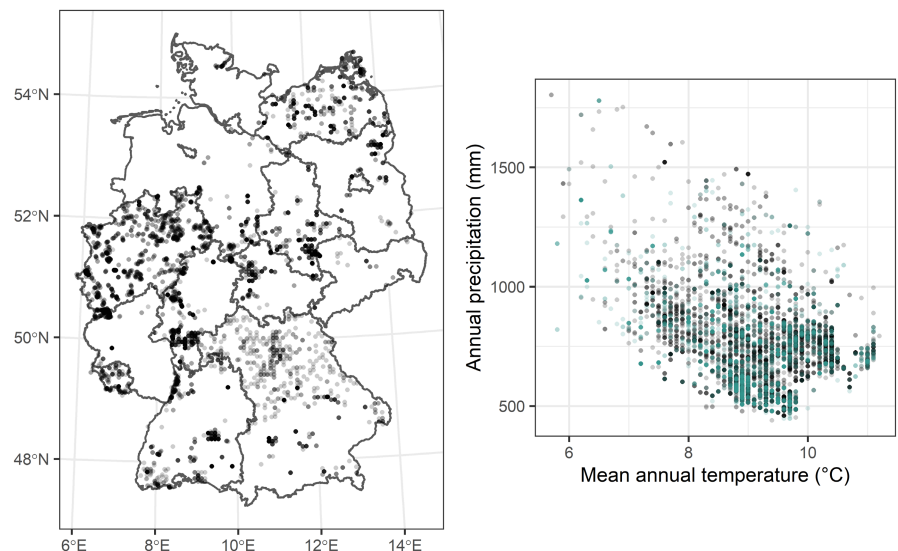 54°N
52°N
50°N
48°N
6°E
8°E
10°E
12°E
14°E
Annual precipitation (mm)
1500
1000
500
6
8
10
Mean annual temperature (°C)